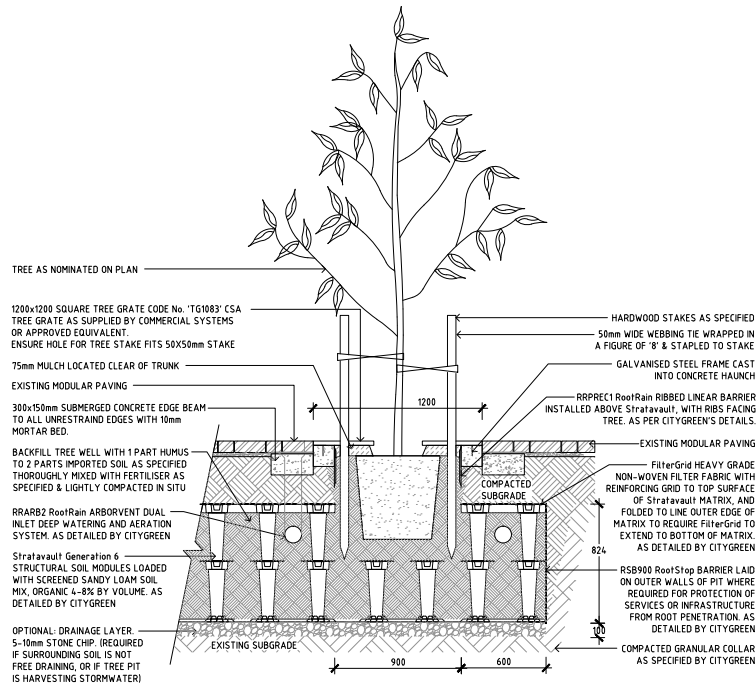 TREE AS NOMINATED ON PLAN
1200x1200 SQUARE TREE GRATE CODE No. 'TG1083' CSA
TREE GRATE AS SUPPLIED BY COMMERCIAL SYSTEMS
OR APPROVED EQUIVALENT.
ENSURE HOLE FOR TREE STAKE FITS 50X50mm STAKE
75mm MULCH LOCATED CLEAR OF TRUNK
EXISTING MODULAR PAVING
300x150mm SUBMERGED CONCRETE EDGE BEAM
TO ALL UNRESTRAIND EDGES WITH 10mm
MORTAR BED.
BACKFILL TREE WELL WITH 1 PART HUMUS
TO 2 PARTS IMPORTED SOIL AS SPECIFIED
THOROUGHLY MIXED WITH FERTILISER AS
SPECIFIED & LIGHTLY COMPACTED IN SITU
RRARB2 RootRain ARBORVENT DUAL
INLET DEEP WATERING AND AERATION
SYSTEM. AS DETAILED BY CITYGREEN
Stratavault Generation 6
STRUCTURAL SOIL MODULES LOADED
WITH SCREENED SANDY LOAM SOIL
MIX, ORGANIC 4-8% BY VOLUME. AS
DETAILED BY CITYGREEN
OPTIONAL: DRAINAGE LAYER.
5-10mm STONE CHIP. (REQUIRED
IF SURROUNDING SOIL IS NOT
FREE DRAINING, OR IF TREE PIT
IS HARVESTING STORMWATER)
HARDWOOD STAKES AS SPECIFIED
50mm WIDE WEBBING TIE WRAPPED IN
A FIGURE OF '8' & STAPLED TO STAKE
GALVANISED STEEL FRAME CAST
INTO CONCRETE HAUNCH
RRPREC1 RootRain RIBBED LINEAR BARRIER
INSTALLED ABOVE Stratavault, WITH RIBS FACING
TREE. AS PER CITYGREEN'S DETAILS.
EXISTING MODULAR PAVING
FilterGrid HEAVY GRADE
NON-WOVEN FILTER FABRIC WITH
REINFORCING GRID TO TOP SURFACE
OF Stratavault MATRIX, AND
FOLDED TO LINE OUTER EDGE OF
MATRIX TO REQUIRE FilterGrid TO
EXTEND TO BOTTOM OF MATRIX.
AS DETAILED BY CITYGREEN
RSB900 RootStop BARRIER LAID
ON OUTER WALLS OF PIT WHERE
REQUIRED FOR PROTECTION OF
SERVICES OR INFRASTRUCTURE
FROM ROOT PENETRATION. AS
DETAILED BY CITYGREEN
COMPACTED GRANULAR COLLAR
AS SPECIFIED BY CITYGREEN
1200
COMPACTED
SUBGRADE
824
100
EXISTING SUBGRADE
900
600